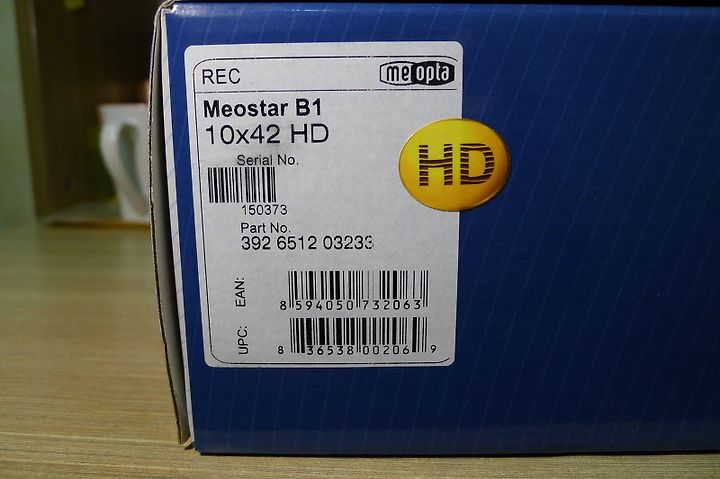 REC
meopta
Meostar B1
10x42 HD
HD
Serial No.
150373
Part No.
392 6512 03233
EAN:
8 594050 732063
UPC:
8 36538 00206 9